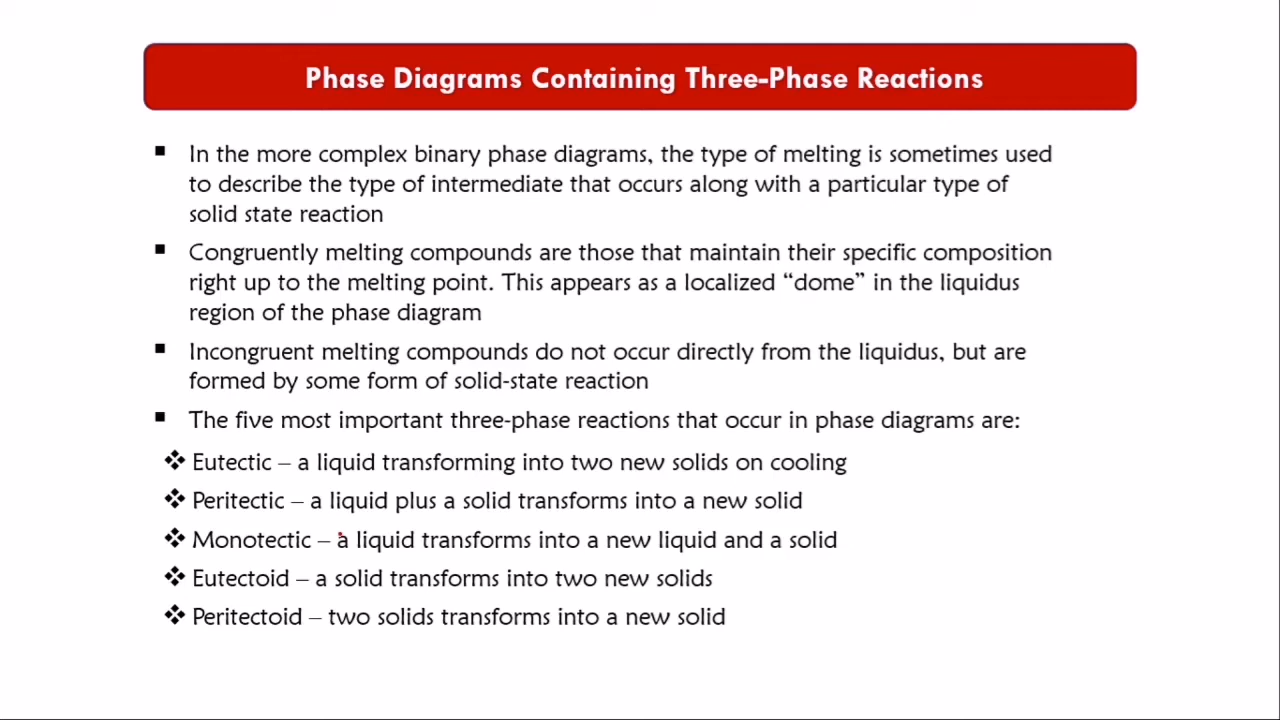 Phase Diagrams Containing Three-Phase Reactions
▪ In the more complex binary phase diagrams, the type of melting is sometimes used
to describe the type of intermediate that occurs along with a particular type of
solid state reaction
▪ Congruently melting compounds are those that maintain their specific composition
right up to the melting point. This appears as a localized “dome” in the liquidus
region of the phase diagram
▪ Incongruent melting compounds do not occur directly from the liquidus, but are
formed by some form of solid-state reaction
▪ The five most important three-phase reactions that occur in phase diagrams are:
❖ Eutectic – a liquid transforming into two new solids on cooling
❖ Peritectic – a liquid plus a solid transforms into a new solid
❖ Monotectic – a liquid transforms into a new liquid and a solid
❖ Eutectoid – a solid transforms into two new solids
❖ Peritectoid – two solids transforms into a new solid